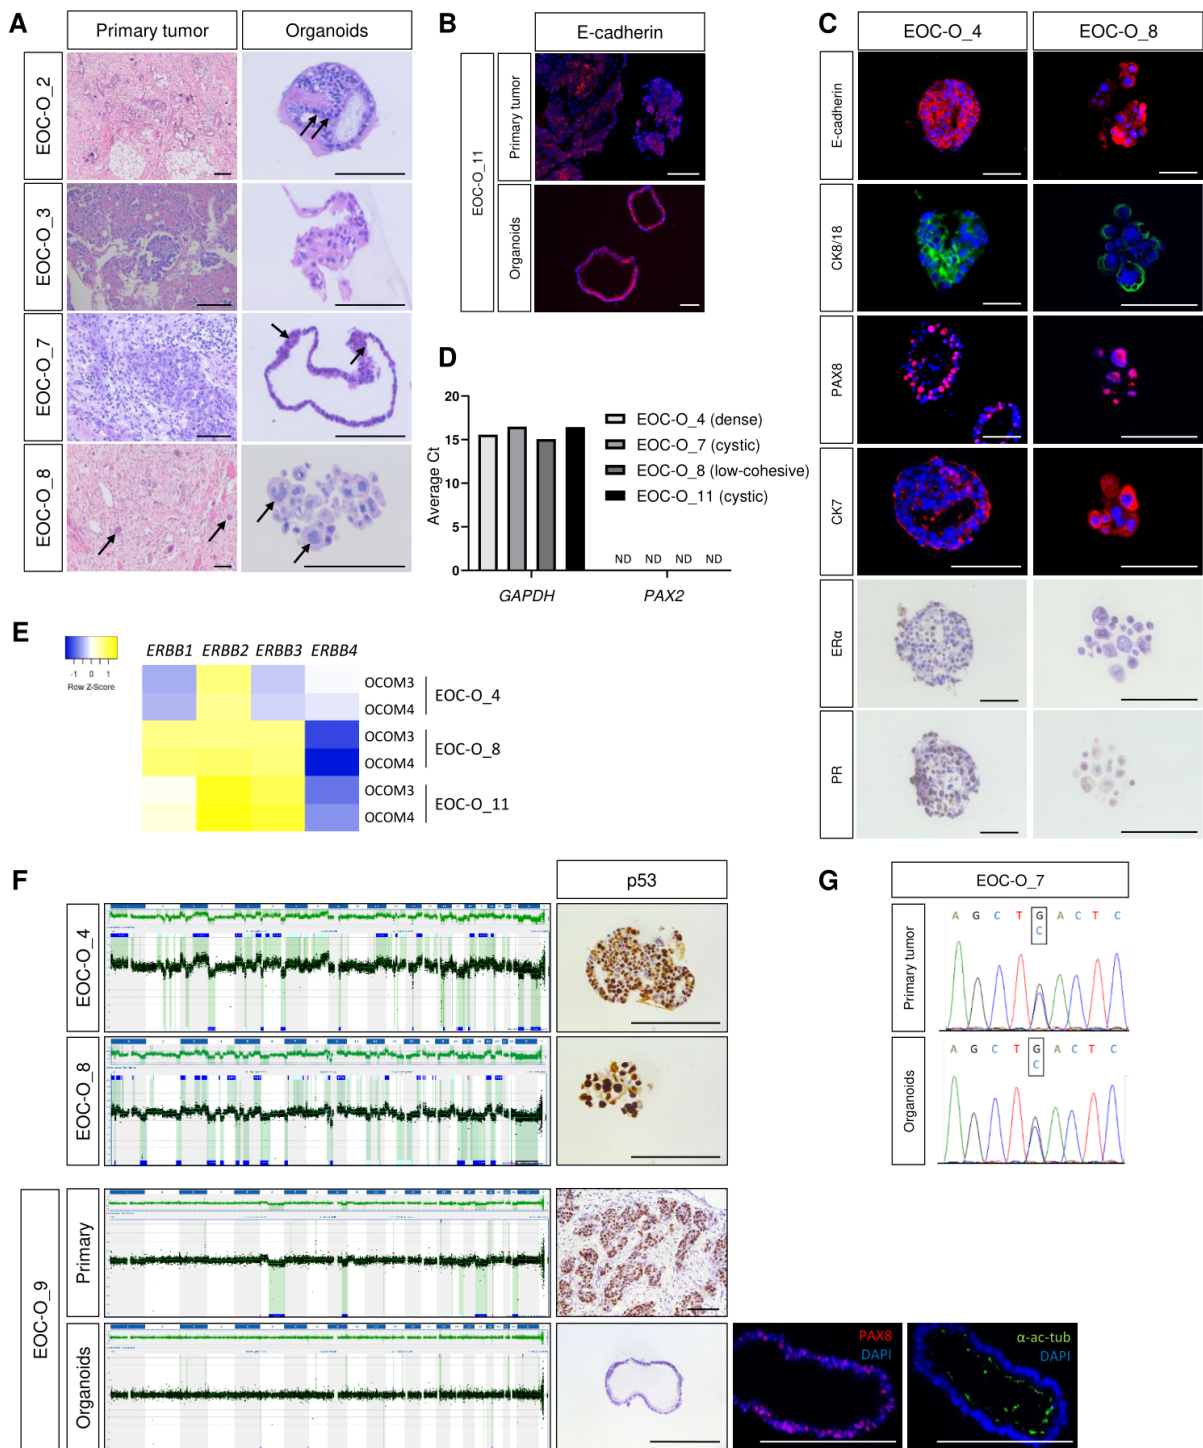 A
Primary tumor
Organoids
EOC-O_2
EOC-O_3
EOC-O_7
EOC-O_8
B
E-cadherin
EOC-O_11
Primary tumor
Organoids
C
EOC-O_4
EOC-O_8
E-cadherin
CK8/18
PAX8
CK7
ERα
PR
D
Average Ct
20
15
10
5
0
ND ND ND ND
GAPDH
PAX2
EOC-O_4 (dense)
EOC-O_7 (cystic)
EOC-O_8 (low-cohesive)
EOC-O_11 (cystic)
E
-1 0 1
Row Z-Score
ERBB1 ERBB2 ERBB3 ERBB4
OCOM3
OCOM4
EOC-O_4
OCOM3
OCOM4
EOC-O_8
OCOM3
OCOM4
EOC-O_11
F
p53
EOC-O_4
EOC-O_8
EOC-O_9
Primary
Organoids
PAX8
DAPI
α-ac-tub
DAPI
G
EOC-O_7
Primary tumor
A G C T G A C T C
C
Organoids
A G C T G A C T C
C